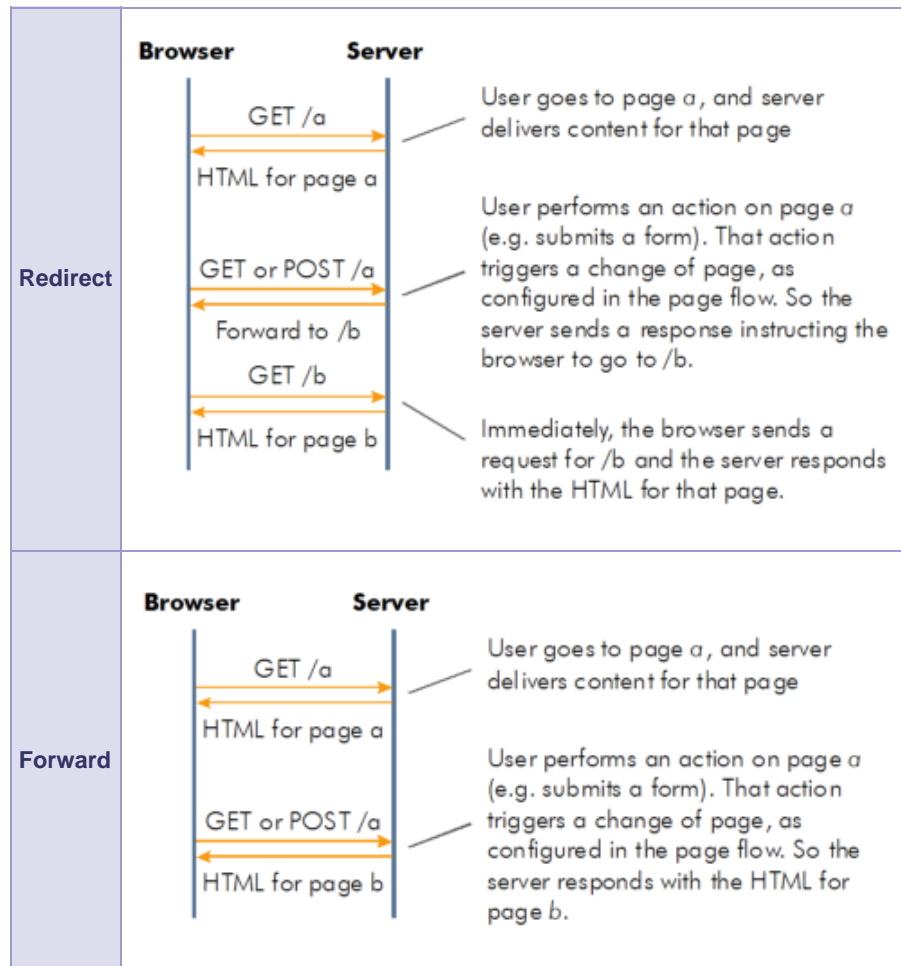 Redirect
Browser Server
GET /a
HTML for page a
User goes to page a, and server
delivers content for that page
GET or POST /a
Forward to /b
User performs an action on page a
(e.g. submits a form). That action
triggers a change of page, as
configured in the page flow. So the
server sends a response instructing the
browser to go to /b.
GET /b
HTML for page b
Immediately, the browser sends a
request for /b and the server responds
with the HTML for that page.
Forward
Browser Server
GET /a
HTML for page a
User goes to page a, and server
delivers content for that page
GET or POST /a
HTML for page b
User performs an action on page a
(e.g. submits a form). That action
triggers a change of page, as
configured in the page flow. So the
server responds with the HTML for
page b.